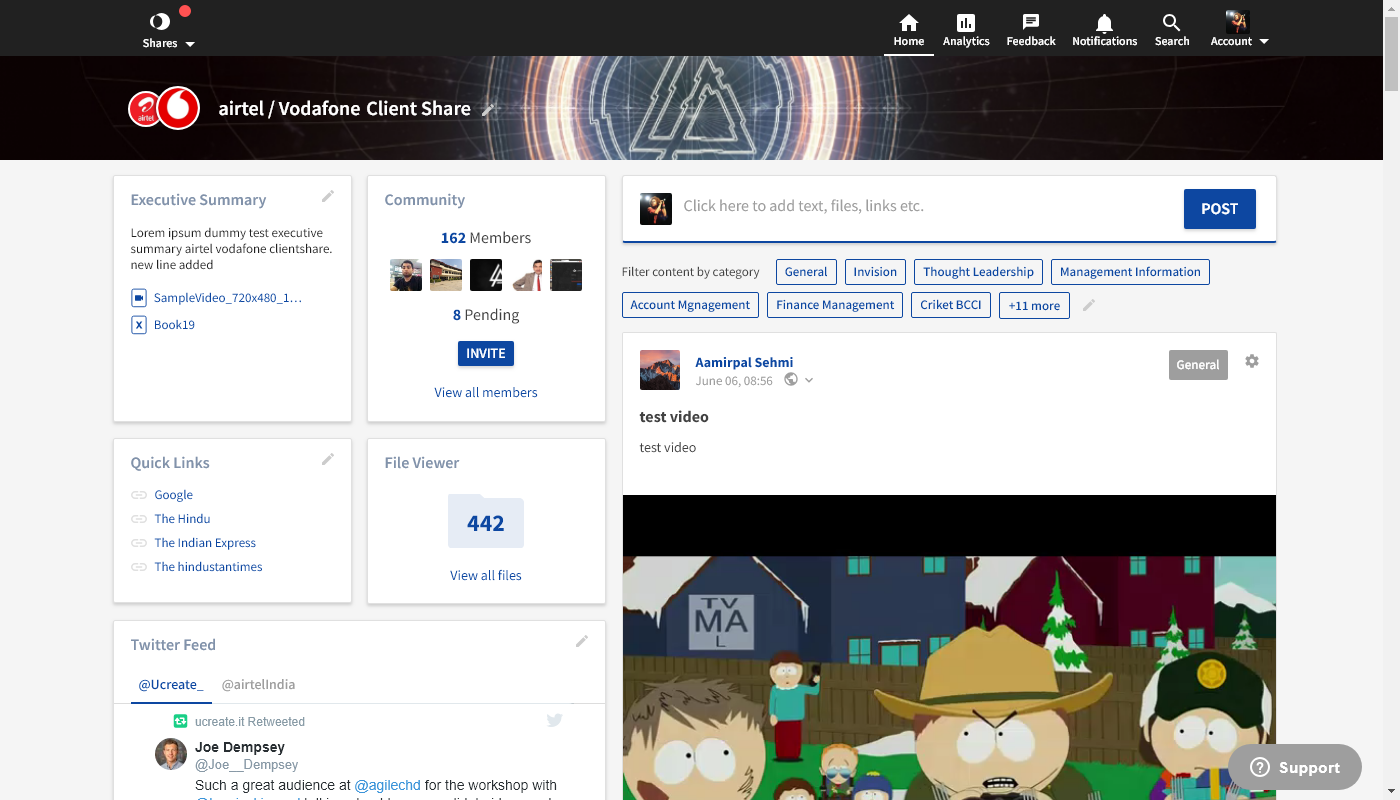 Shares
Home
Analytics
Feedback
Notifications
Search
Account
airtel
airtel / Vodafone Client Share
Executive Summary
Lorem ipsum dummy test executive
summary airtel vodafone clientshare.
new line added
SampleVideo_720x480_1…
X Book19
Community
162 Members
8 Pending
INVITE
View all members
Quick Links
Google
The Hindu
The Indian Express
The hindustantimes
File Viewer
442
View all files
Twitter Feed
@Ucreate_ @airtelIndia
ucreate.it Retweeted
Joe Dempsey
@Joe__Dempsey
Such a great audience at @agilechd for the workshop with
Click here to add text, files, links etc.
POST
Filter content by category
General
Invision
Thought Leadership
Management Information
Account Mgnagement
Finance Management
Criket BCCI
+11 more
Aamirpal Sehmi
June 06, 08:56
General
test video
test video
TV
MA
L
? Support